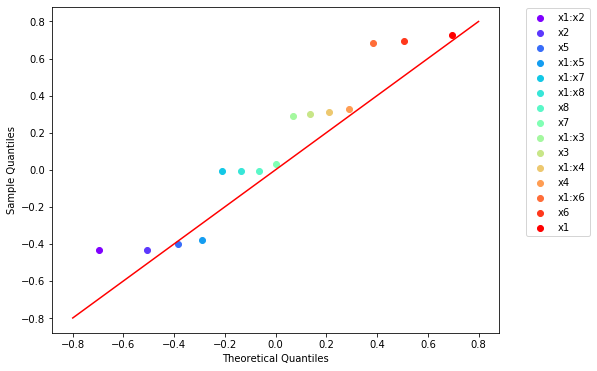 0.8
0.6
0.4
0.2
0.0
−0.2
−0.4
−0.6
−0.8
Sample Quantiles
−0.8 −0.6 −0.4 −0.2 0.0 0.2 0.4 0.6 0.8
Theoretical Quantiles
x1:x2
x2
x5
x1:x5
x1:x7
x1:x8
x8
x7
x1:x3
x3
x1:x4
x4
x1:x6
x6
x1